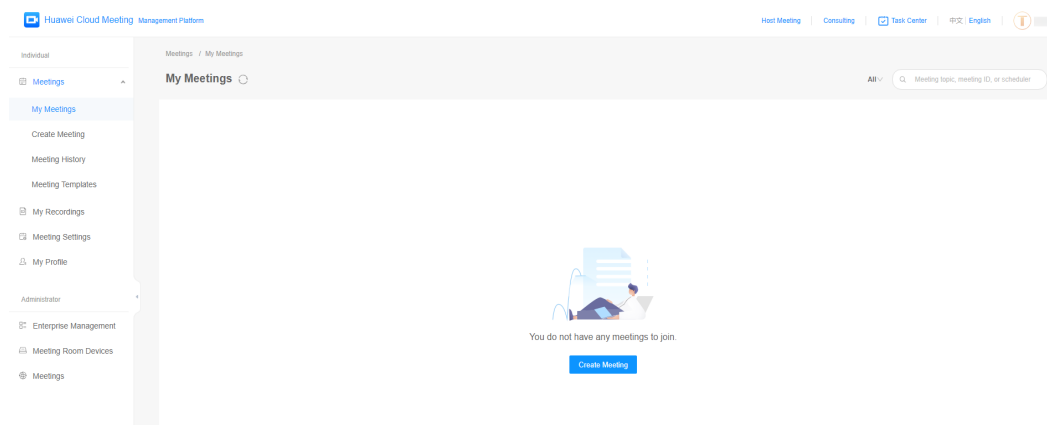 Huawei Cloud Meeting Management Platform
Host Meeting Consulting Task Center 中文 English
Individual
Meetings
My Meetings
Create Meeting
Meeting History
Meeting Templates
My Recordings
Meeting Settings
My Profile
Administrator
Enterprise Management
Meeting Room Devices
Meetings
Meetings / My Meetings
My Meetings
All
Meeting topic, meeting ID, or scheduler
You do not have any meetings to join.
Create Meeting